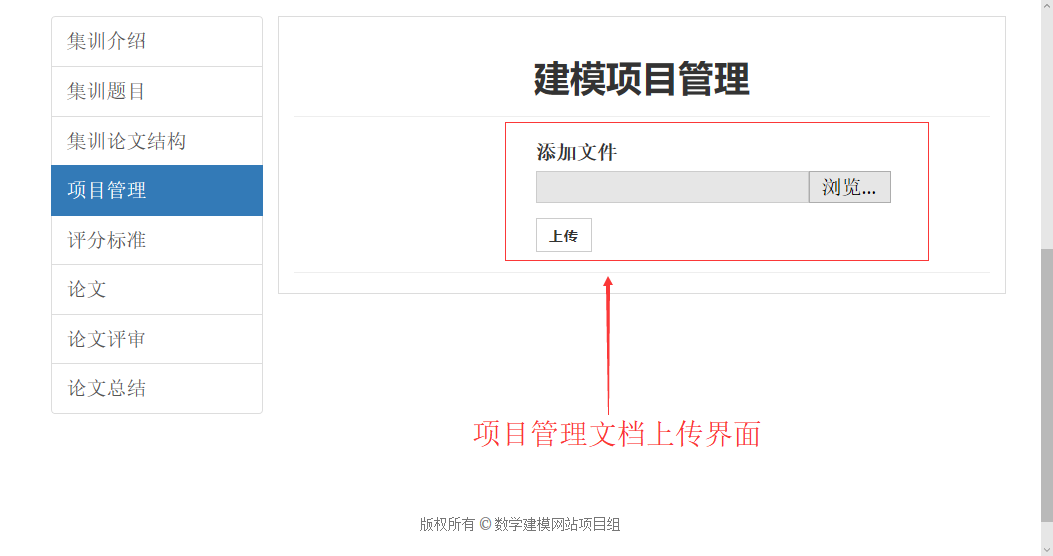 集训介绍
集训题目
集训论文结构
项目管理
评分标准
论文
论文评审
论文总结
建模项目管理
添加文件
浏览...
上传
项目管理文档上传界面
版权所有 © 数学建模网站项目组